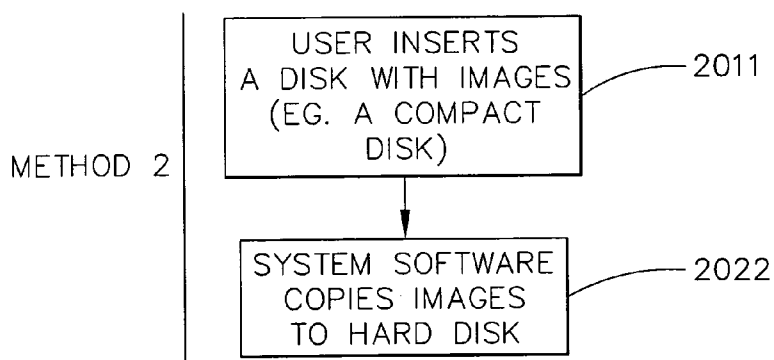 USER INSERTS
A DISK WITH IMAGES
(EG. A COMPACT
DISK)
2011
METHOD 2
SYSTEM SOFTWARE
COPIES IMAGES
TO HARD DISK
2022